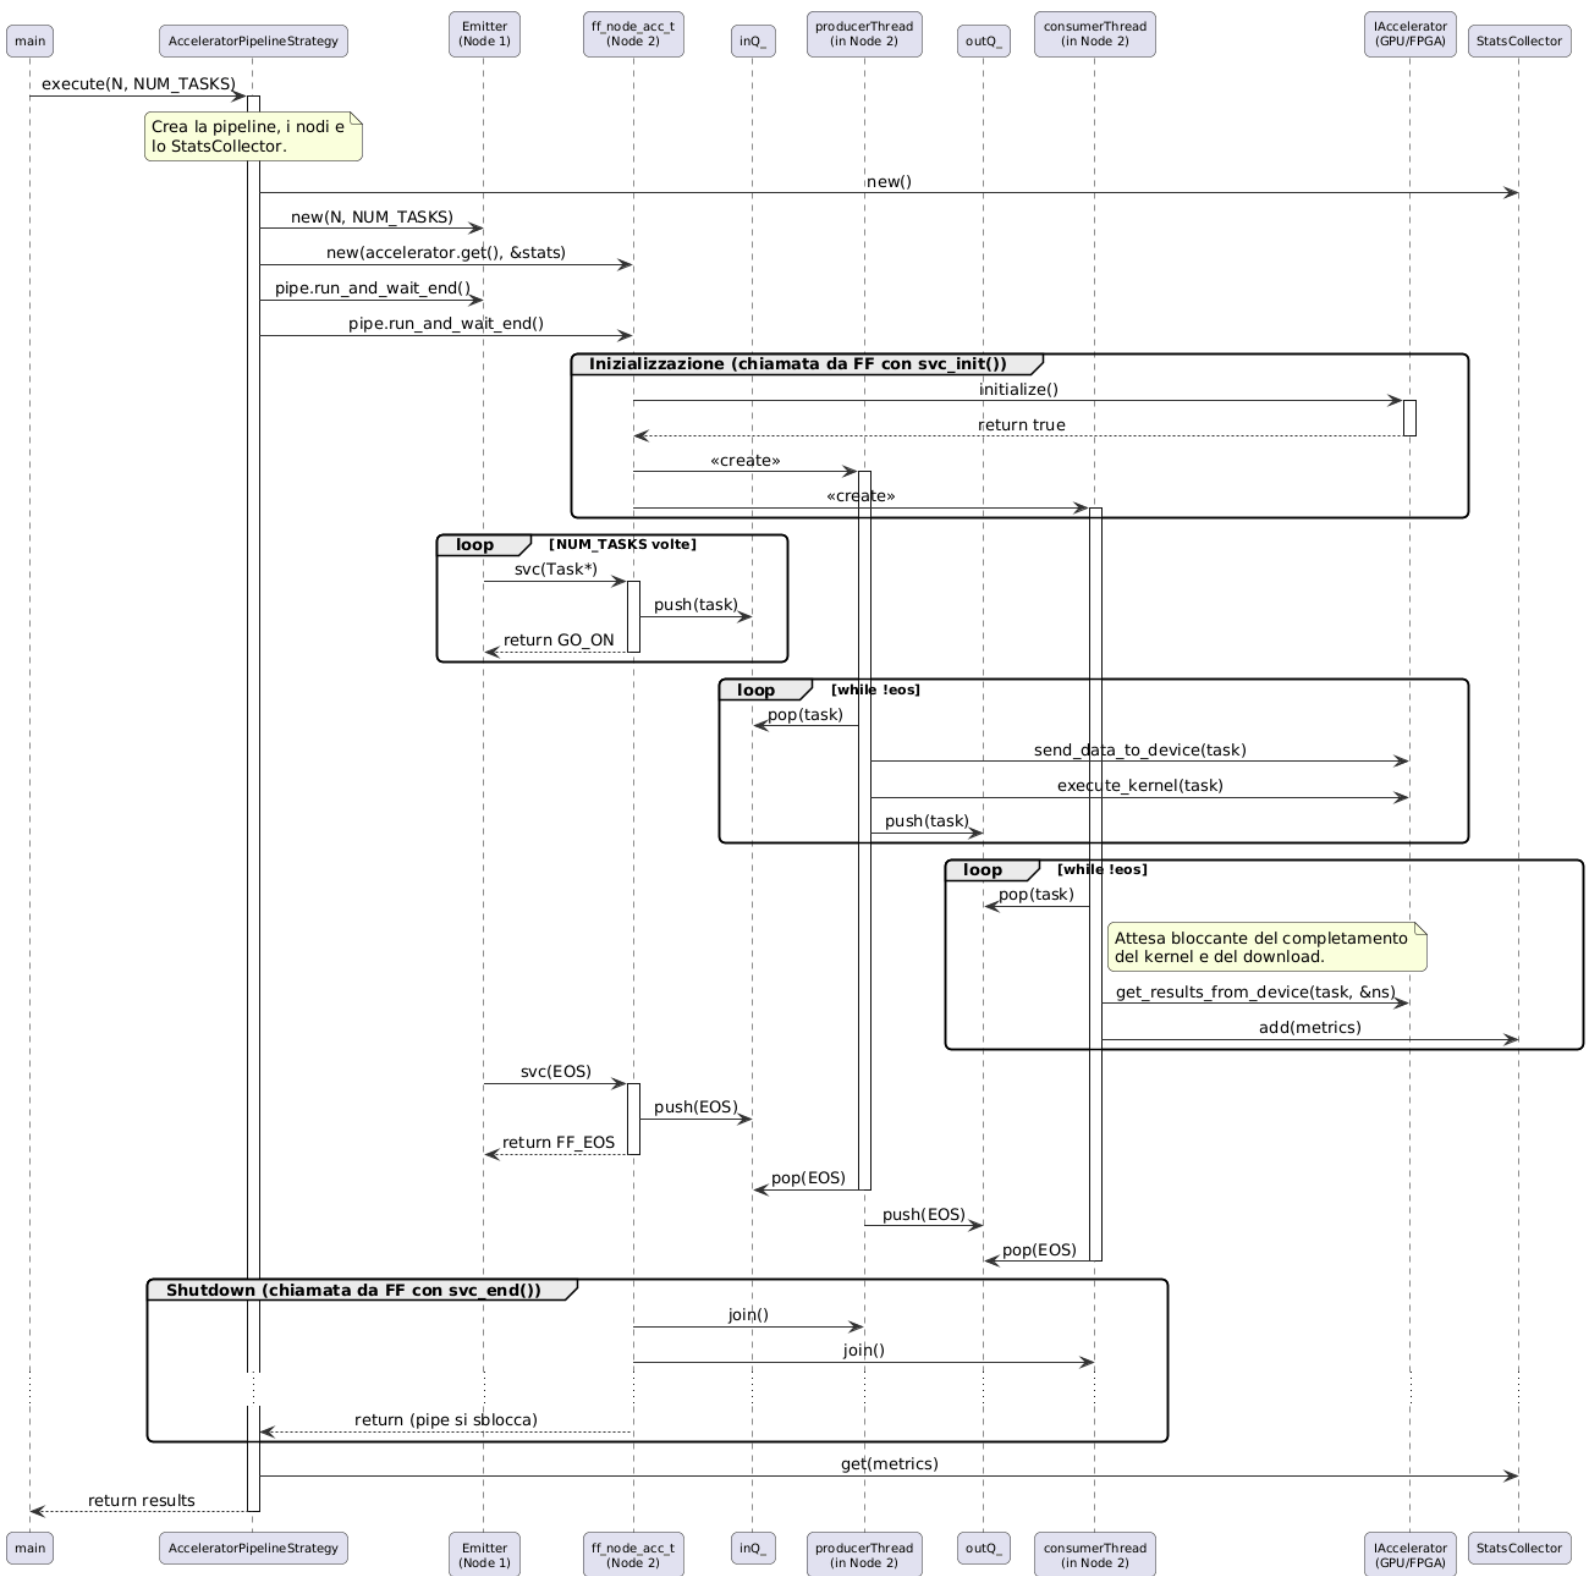 main
AcceleratorPipelineStrategy
Emitter
(Node 1)
ff_node_acc_t
(Node 2)
inQ_
producerThread
(in Node 2)
outQ_
consumerThread
(in Node 2)
IAccelerator
(GPU/FPGA)
StatsCollector
execute(N, NUM_TASKS)
Crea la pipeline, i nodi e
lo StatsCollector.
new()
new(N, NUM_TASKS)
new(accelerator.get(), &stats)
pipe.run_and_wait_end()
pipe.run_and_wait_end()
Inizializzazione (chiamata da FF con svc_init())
initialize()
return true
«create»
«create»
loop [NUM_TASKS volte]
svc(Task*)
push(task)
return GO_ON
loop [while !eos]
pop(task)
send_data_to_device(task)
execute_kernel(task)
push(task)
loop [while !eos]
pop(task)
Attesa bloccante del completamento
del kernel e del download.
get_results_from_device(task, &ns)
add(metrics)
svc(EOS)
push(EOS)
return FF_EOS
pop(EOS)
push(EOS)
pop(EOS)
Shutdown (chiamata da FF con svc_end())
join()
join()
return (pipe si sblocca)
get(metrics)
return results
main
AcceleratorPipelineStrategy
Emitter
(Node 1)
ff_node_acc_t
(Node 2)
inQ_
producerThread
(in Node 2)
outQ_
consumerThread
(in Node 2)
IAccelerator
(GPU/FPGA)
StatsCollector